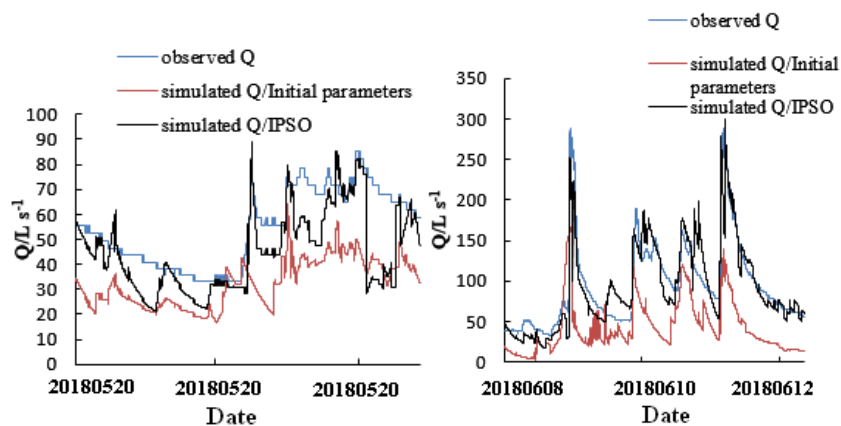 observed Q
simulated Q/Initial parameters
simulated Q/IPSO
100
90
80
70
60
50
40
30
20
10
0
Q/L s⁻¹
20180520
20180520
20180520
Date
observed Q
simulated Q/Initial
parameters
simulated Q/IPSO
350
300
250
200
150
100
50
0
Q/L s⁻¹
20180608
20180610
20180612
Date